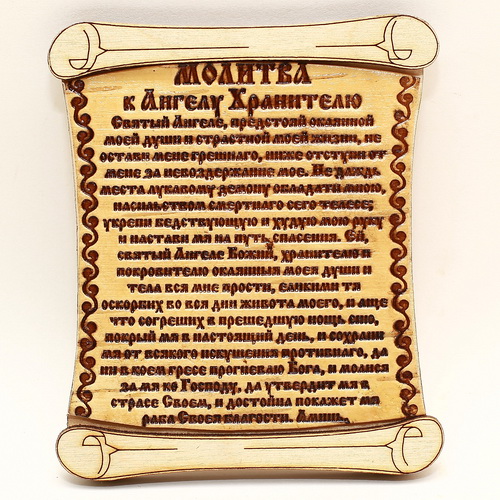 МОЛИТВА
к Ангелу Хранителю
Святый Ангеле, предстояй окаянной
моей души и страстной моей жизни, не
остави мене грешнаго, ниже отступи от
мене за невоздержание мое. Не даждь
места лукавому демону обладати мною,
насильством смертнаго сего телесе;
укрепи бедствующую и худую мою руку
и настави мя на путь спасения. Ей,
святый Ангеле Божий, хранителю и
покровителю окаянныя моея души и
тела вся мне прости, еликими тя
оскорбих во вся дни живота моего, и аще
что согреших в прешедшую нощь сию,
покрый мя в настоящий день, и сохрани
мя от всякого искушения противнаго, да
ни в коем гресе прогневаю Бога, и молися
за мя ко Господу, да утвердит мя в
страсе Своем, и достойна покажет мя
раба Своея благости. Аминь.